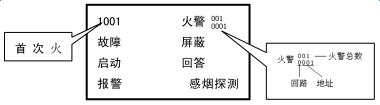 首 次 火
1001 火警 001
0001
故障 屏蔽
启动 回答
报警 感烟探测
火警 001 火警总数
0001
回路 地址